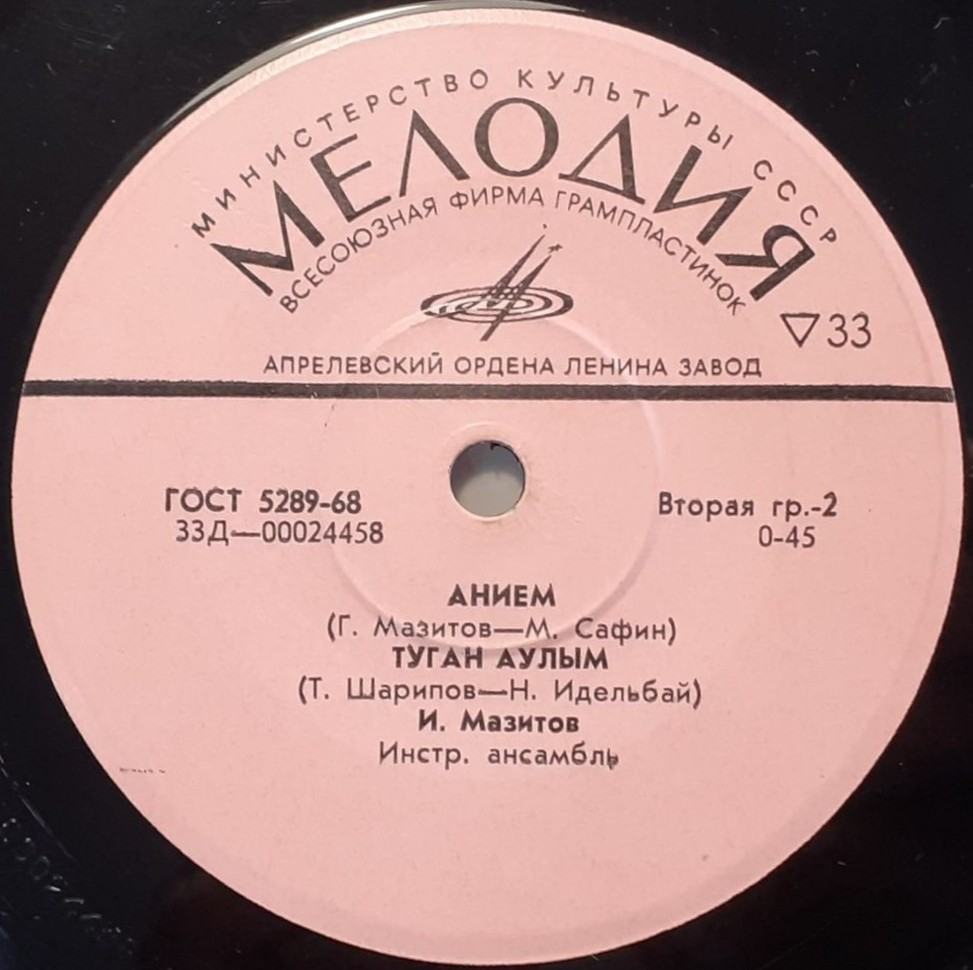 МИНИСТЕРСТВО КУЛЬТУРЫ СССР
МЕЛОДИЯ
ВСЕСОЮЗНАЯ ФИРМА ГРАМПЛАСТИНОК
▽33
АПРЕЛЕВСКИЙ ОРДЕНА ЛЕНИНА ЗАВОД
ГОСТ 5289-68
33Д—00024458
Вторая гр.-2
0-45
АНИЕМ
(Г. Мазитов—М. Сафин)
ТУГАН АУЛЫМ
(Т. Шарипов—Н. Идельбай)
И. Мазитов
Инстр. ансамбль